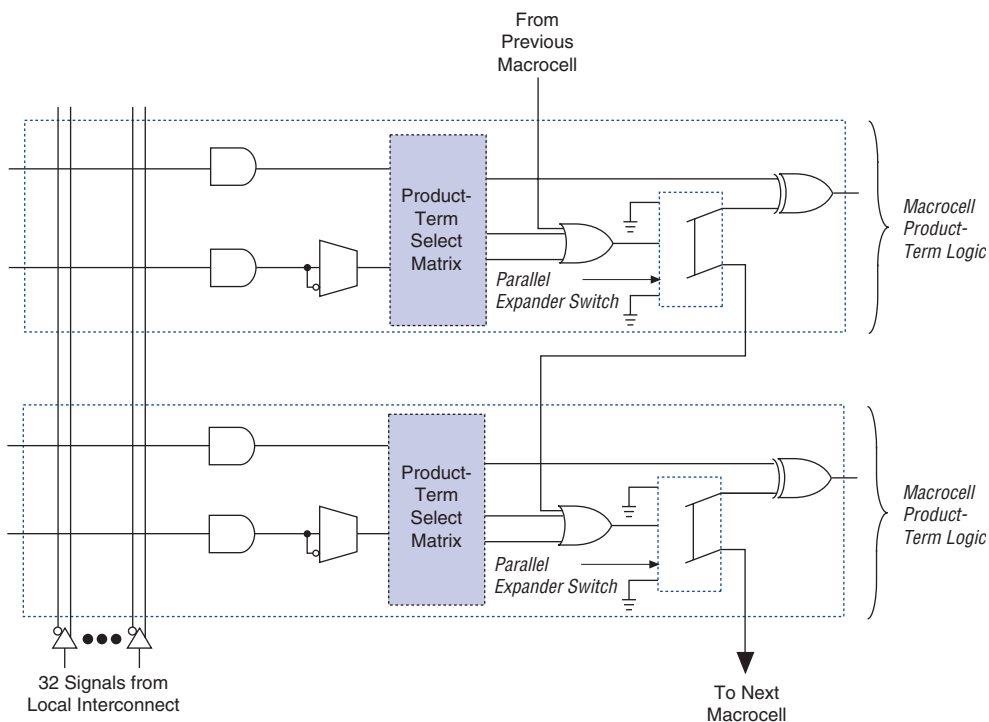 From
Previous
Macrocell
Product-
Term
Select
Matrix
Parallel
Expander Switch
Macrocell
Product-
Term Logic
Product-
Term
Select
Matrix
Parallel
Expander Switch
Macrocell
Product-
Term Logic
32 Signals from
Local Interconnect
To Next
Macrocell